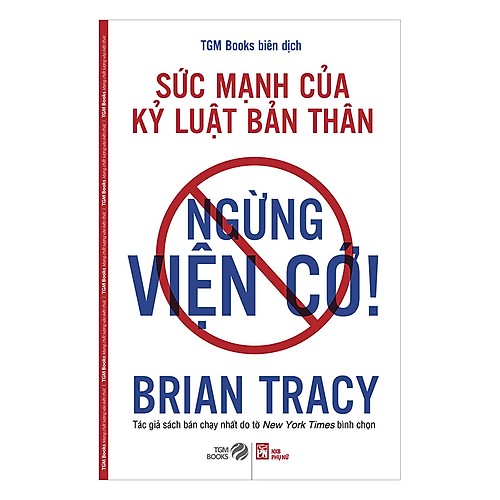 TGM Books biên dịch
SỨC MẠNH CỦA
KỶ LUẬT BẢN THÂN
NGỪNG
VIỆN CỚ!
BRIAN TRACY
Tác giả sách bán chạy nhất do tờ New York Times bình chọn
TGM
BOOKS
NXB
PHỤ NỮ